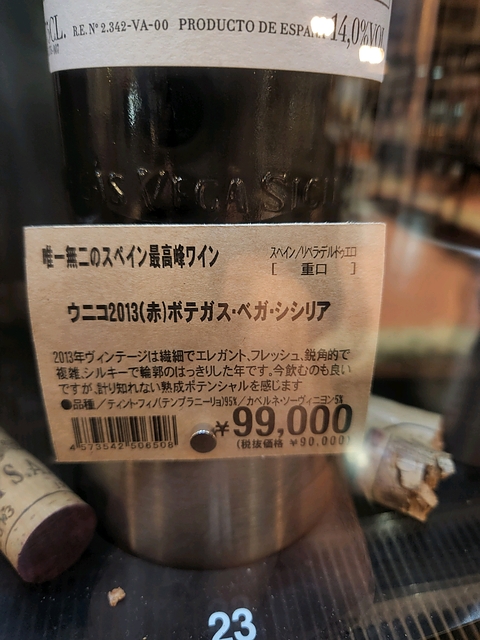 5CL. R.E. Nº 2.342-VA-00 PRODUCTO DE ESPAÑA 14,0%VOL
VEGA SICI
唯一無二のスペイン最高峰ワイン
スペイン/リベラ・デルドゥエロ
[ 重口 ]
ウニコ2013(赤)ボデガス・ベガ・シシリア
2013年ヴィンテージは繊細でエレガント、フレッシュ、鋭角的で
複雑、シルキーで輪郭のはっきりした年です。今飲むのも良い
ですが、計り知れない熟成ポテンシャルを感じます
●品種/ティント・フィノ(テンプラニーリョ)95%/カベルネ・ソーヴィニヨン5%
¥99,000
(税抜価格 ¥90,000)
4573542506508
23